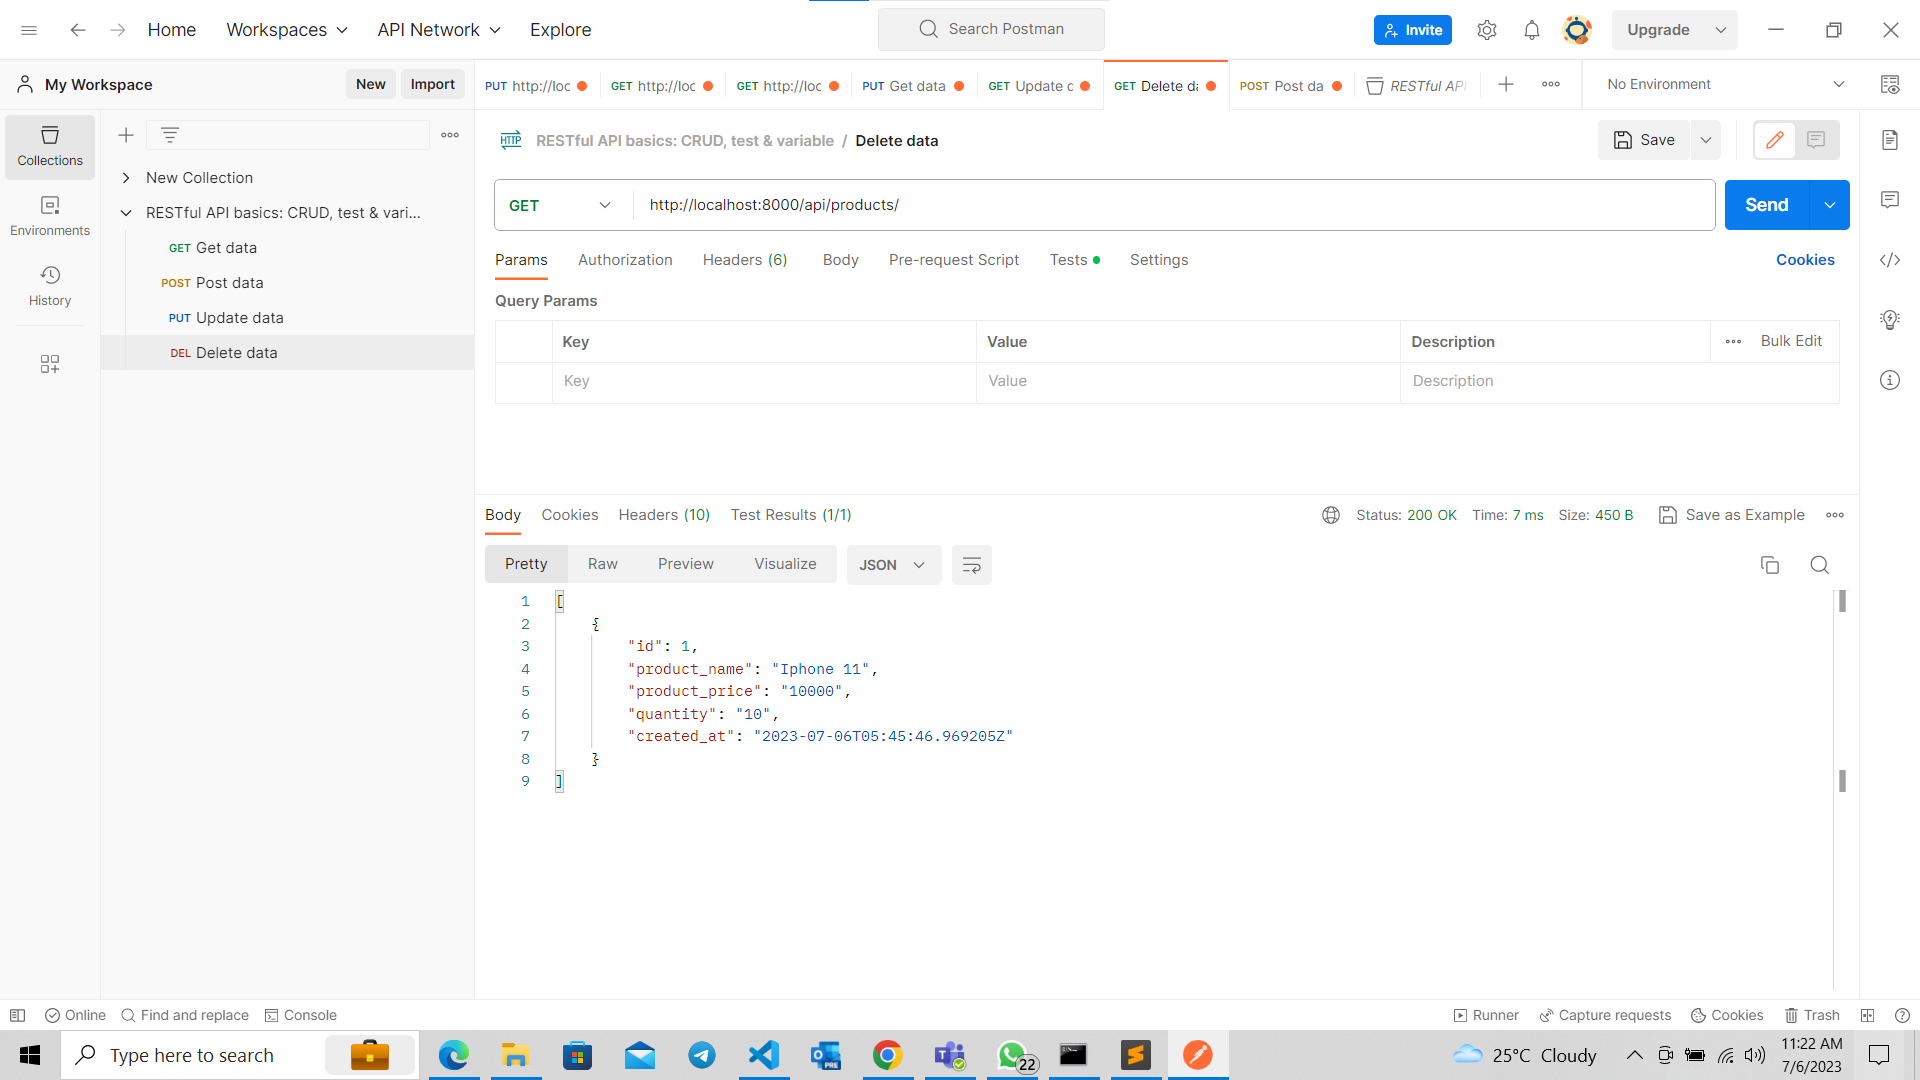 Home Workspaces API Network Explore Search Postman Invite Upgrade
My Workspace New Import PUT http://loc GET http://loc GET http://loc PUT Get data GET Update c GET Delete da POST Post da RESTful API No Environment
Collections
Environments
History
New Collection
RESTful API basics: CRUD, test & vari...
GET Get data
POST Post data
PUT Update data
DEL Delete data
HTTP RESTful API basics: CRUD, test & variable / Delete data Save
GET http://localhost:8000/api/products/ Send
Params Authorization Headers (6) Body Pre-request Script Tests Settings Cookies
Query Params
Key Value Description Bulk Edit
Key Value Description
Body Cookies Headers (10) Test Results (1/1) Status: 200 OK Time: 7 ms Size: 450 B Save as Example
Pretty Raw Preview Visualize JSON
1 [
2 {
3 "id": 1,
4 "product_name": "Iphone 11",
5 "product_price": "10000",
6 "quantity": "10",
7 "created_at": "2023-07-06T05:45:46.969205Z"
8 }
9 ]
Online Find and replace Console Runner Capture requests Cookies Trash
Type here to search PRE 22 25°C Cloudy 11:22 AM
7/6/2023